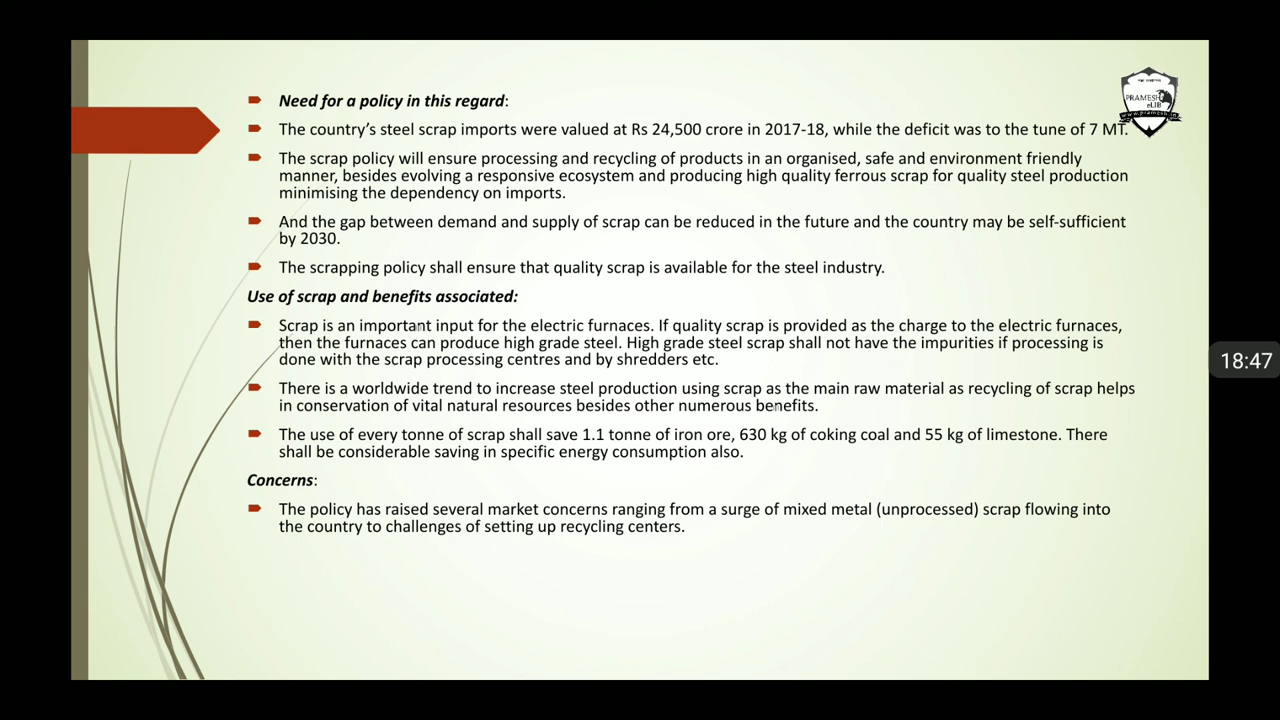 Need for a policy in this regard:
The country's steel scrap imports were valued at Rs 24,500 crore in 2017-18, while the deficit was to the tune of 7 MT.
The scrap policy will ensure processing and recycling of products in an organised, safe and environment friendly
manner, besides evolving a responsive ecosystem and producing high quality ferrous scrap for quality steel production
minimising the dependency on imports.
And the gap between demand and supply of scrap can be reduced in the future and the country may be self-sufficient
by 2030.
The scrapping policy shall ensure that quality scrap is available for the steel industry.
Use of scrap and benefits associated:
Scrap is an important input for the electric furnaces. If quality scrap is provided as the charge to the electric furnaces,
then the furnaces can produce high grade steel. High grade steel scrap shall not have the impurities if processing is
done with the scrap processing centres and by shredders etc.
There is a worldwide trend to increase steel production using scrap as the main raw material as recycling of scrap helps
in conservation of vital natural resources besides other numerous benefits.
The use of every tonne of scrap shall save 1.1 tonne of iron ore, 630 kg of coking coal and 55 kg of limestone. There
shall be considerable saving in specific energy consumption also.
Concerns:
The policy has raised several market concerns ranging from a surge of mixed metal (unprocessed) scrap flowing into
the country to challenges of setting up recycling centers.
PRAMESH
eLIB
www.pramesh.in
18:47